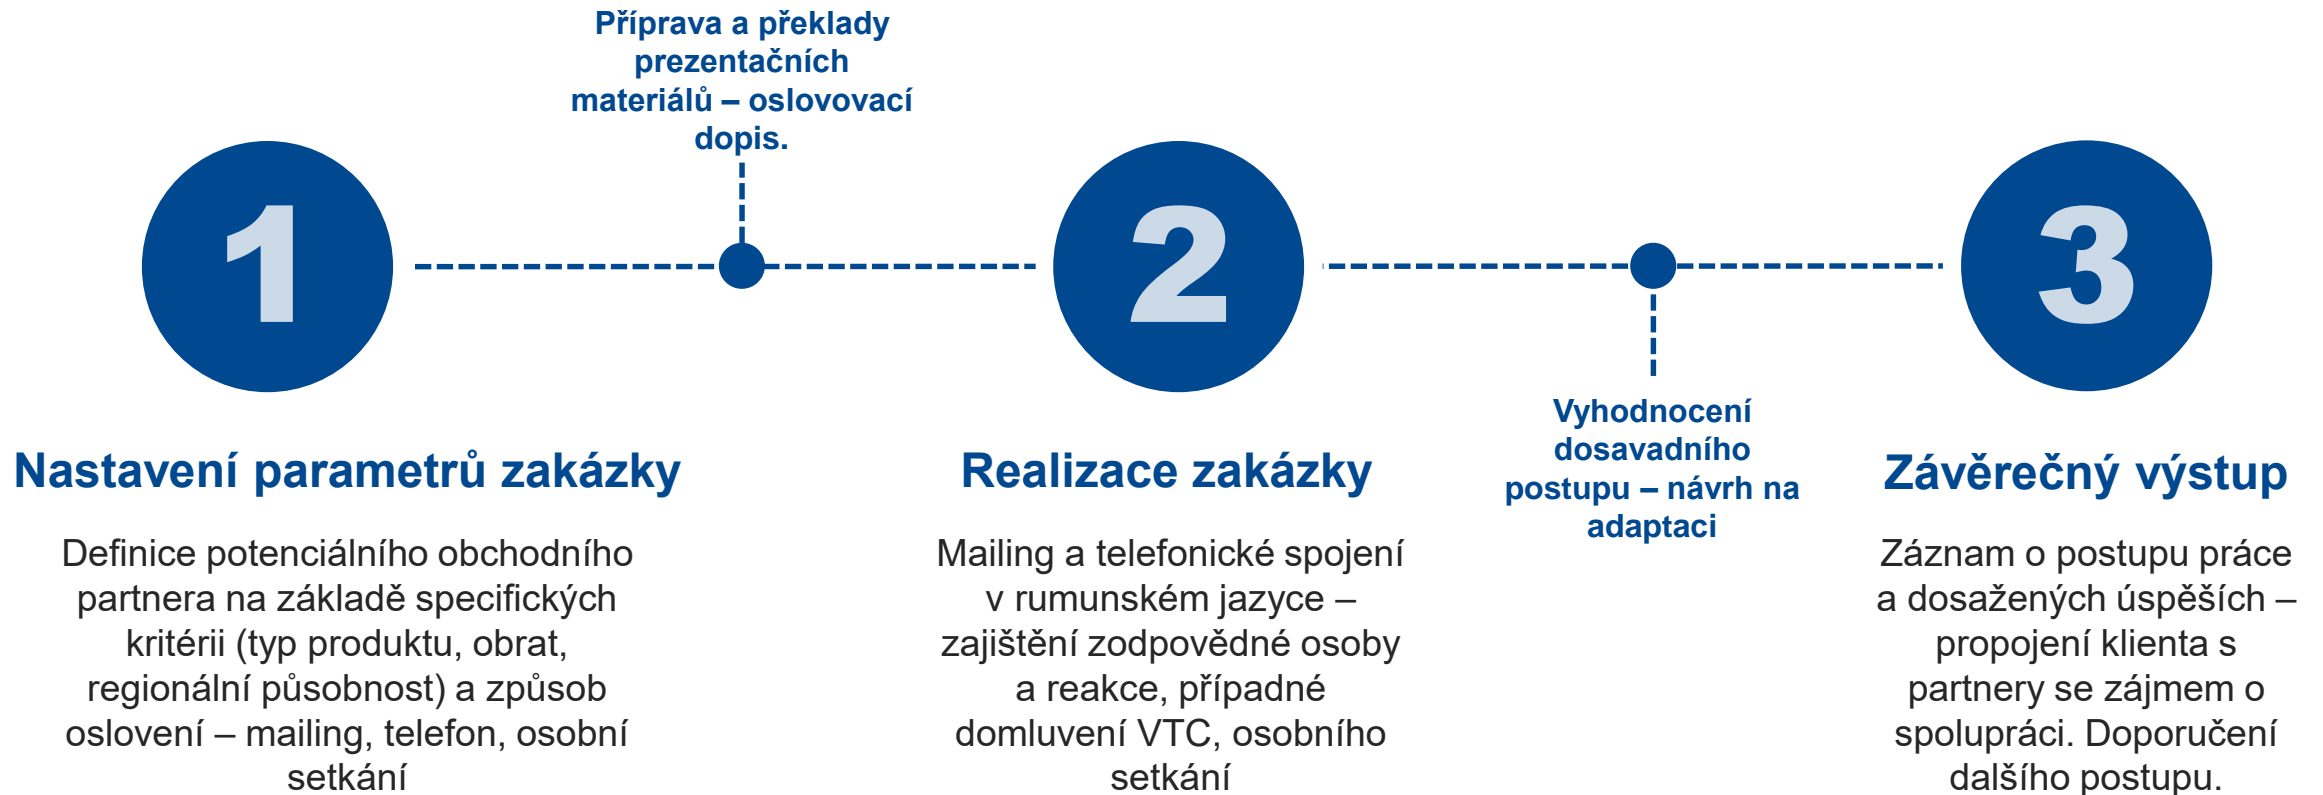 Příprava a překlady
prezentačních
materiálů – oslovovací
dopis.
1
2
3
Nastavení parametrů zakázky
Definice potenciálního obchodního
partnera na základě specifických
kritérii (typ produktu, obrat,
regionální působnost) a způsob
oslovení – mailing, telefon, osobní
setkání
Realizace zakázky
Mailing a telefonické spojení
v rumunském jazyce –
zajištění zodpovědné osoby
a reakce, případné
domluvení VTC, osobního
setkání
Vyhodnocení
dosavadního
postupu – návrh na
adaptaci
Závěrečný výstup
Záznam o postupu práce
a dosažených úspěších –
propojení klienta s
partnery se zájmem o
spolupráci. Doporučení
dalšího postupu.